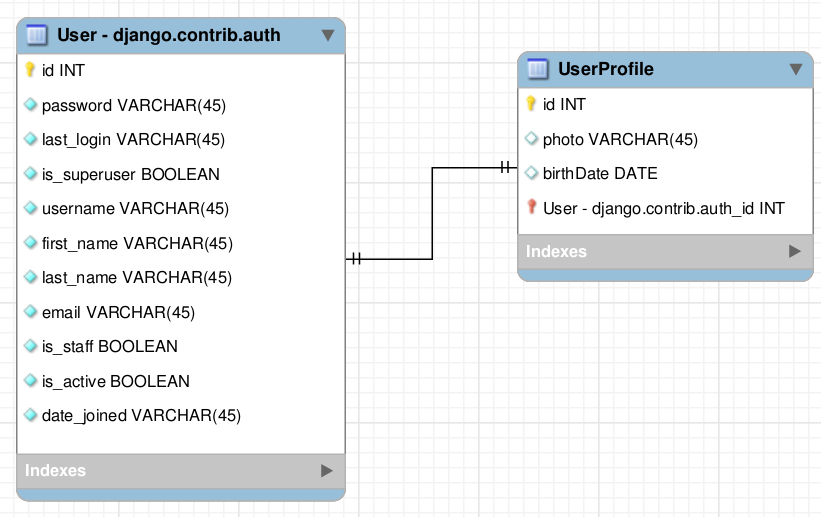 User - django.contrib.auth
id INT
password VARCHAR(45)
last_login VARCHAR(45)
is_superuser BOOLEAN
username VARCHAR(45)
first_name VARCHAR(45)
last_name VARCHAR(45)
email VARCHAR(45)
is_staff BOOLEAN
is_active BOOLEAN
date_joined VARCHAR(45)
Indexes
UserProfile
id INT
photo VARCHAR(45)
birthDate DATE
User - django.contrib.auth_id INT
Indexes